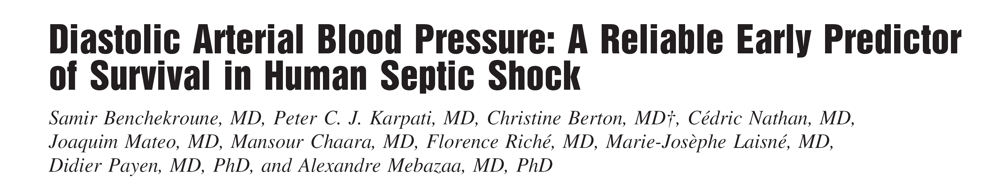 Diastolic Arterial Blood Pressure: A Reliable Early Predictor
of Survival in Human Septic Shock
Samir Benchekroune, MD, Peter C. J. Karpati, MD, Christine Berton, MD†, Cédric Nathan, MD,
Joaquim Mateo, MD, Mansour Chaara, MD, Florence Riché, MD, Marie-Josèphe Laisné, MD,
Didier Payen, MD, PhD, and Alexandre Mebazaa, MD, PhD